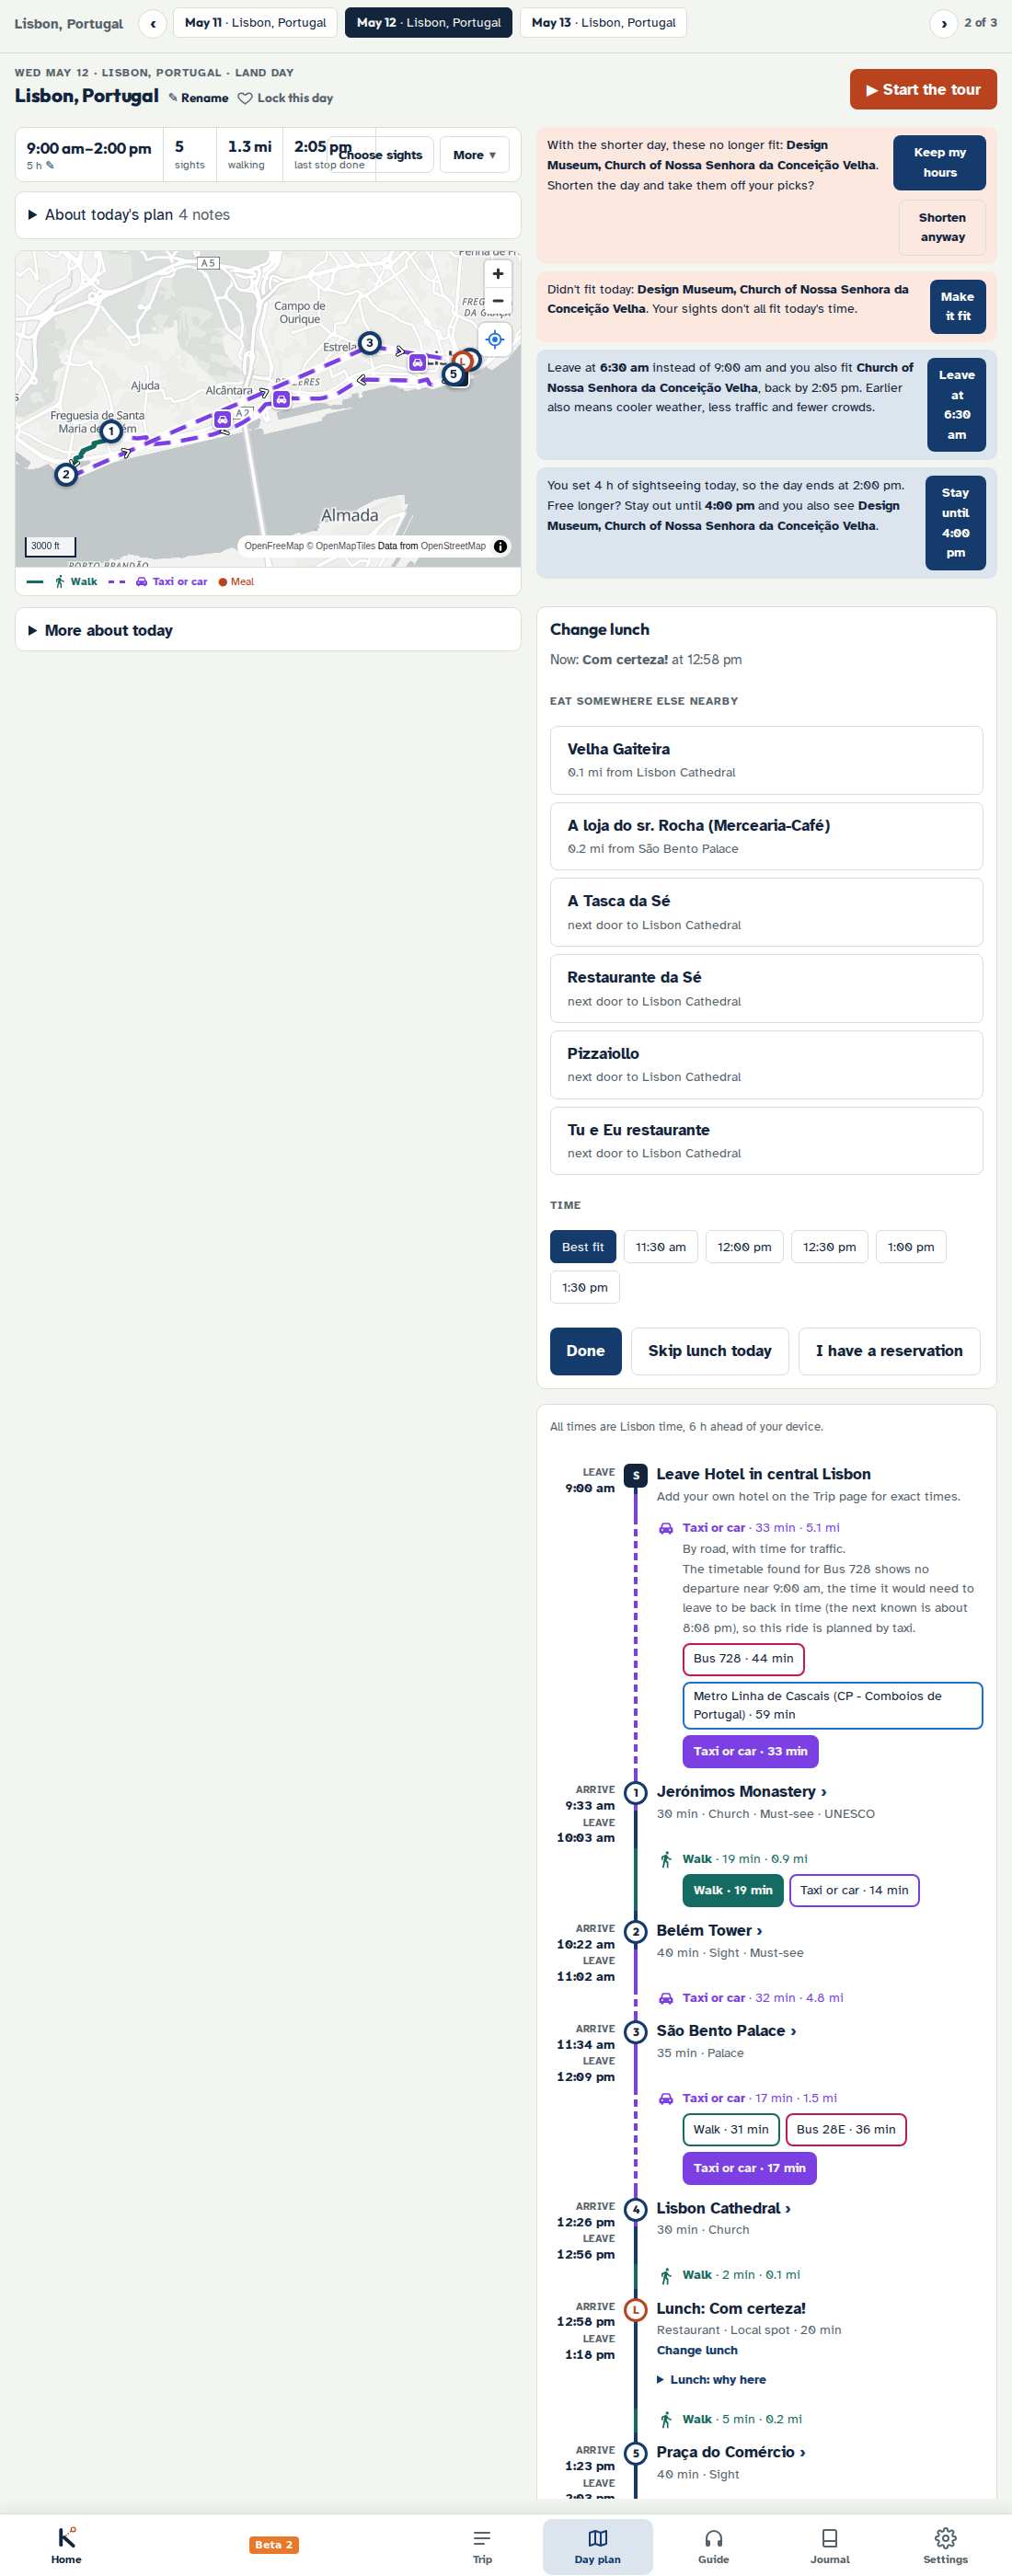 Lisbon, Portugal
‹
May 11 · Lisbon, Portugal
May 12 · Lisbon, Portugal
May 13 · Lisbon, Portugal
›
2 of 3
WED MAY 12 · LISBON, PORTUGAL · LAND DAY
Lisbon, Portugal
✎ Rename
Lock this day
▶ Start the tour
9:00 am–2:00 pm
5 h ✎
5
sights
1.3 mi
walking
2:05 pm
last stop done
Choose sights
More ▾
▶ About today's plan 4 notes
A 5
Campo de
Ourique
Estrela
Ajuda
Alcântara
A 2
Freguesia de Santa
Almada
3
5
1
2
L
+
−
3000 ft
OpenFreeMap © OpenMapTiles Data from OpenStreetMap
Walk
Taxi or car
Meal
▶ More about today
With the shorter day, these no longer fit: Design
Museum, Church of Nossa Senhora da Conceição Velha.
Shorten the day and take them off your picks?
Keep my
hours
Shorten
anyway
Didn't fit today: Design Museum, Church of Nossa Senhora da
Conceição Velha. Your sights don't all fit today's time.
Make
it fit
Leave at 6:30 am instead of 9:00 am and you also fit Church of
Nossa Senhora da Conceição Velha, back by 2:05 pm. Earlier
also means cooler weather, less traffic and fewer crowds.
Leave
at
6:30
am
You set 4 h of sightseeing today, so the day ends at 2:00 pm.
Free longer? Stay out until 4:00 pm and you also see Design
Museum, Church of Nossa Senhora da Conceição Velha.
Stay
until
4:00
pm
Change lunch
Now: Com certeza! at 12:58 pm
EAT SOMEWHERE ELSE NEARBY
Velha Gaiteira
0.1 mi from Lisbon Cathedral
A loja do sr. Rocha (Mercearia-Café)
0.2 mi from São Bento Palace
A Tasca da Sé
next door to Lisbon Cathedral
Restaurante da Sé
next door to Lisbon Cathedral
Pizzaiollo
next door to Lisbon Cathedral
Tu e Eu restaurante
next door to Lisbon Cathedral
TIME
Best fit
11:30 am
12:00 pm
12:30 pm
1:00 pm
1:30 pm
Done
Skip lunch today
I have a reservation
All times are Lisbon time, 6 h ahead of your device.
LEAVE
9:00 am
S
Leave Hotel in central Lisbon
Add your own hotel on the Trip page for exact times.
Taxi or car · 33 min · 5.1 mi
By road, with time for traffic.
The timetable found for Bus 728 shows no
departure near 9:00 am, the time it would need to
leave to be back in time (the next known is about
8:08 pm), so this ride is planned by taxi.
Bus 728 · 44 min
Metro Linha de Cascais (CP - Comboios de
Portugal) · 59 min
Taxi or car · 33 min
ARRIVE
9:33 am
LEAVE
10:03 am
1
Jerónimos Monastery ›
30 min · Church · Must-see · UNESCO
Walk · 19 min · 0.9 mi
Walk · 19 min
Taxi or car · 14 min
ARRIVE
10:22 am
LEAVE
11:02 am
2
Belém Tower ›
40 min · Sight · Must-see
Taxi or car · 32 min · 4.8 mi
ARRIVE
11:34 am
LEAVE
12:09 pm
3
São Bento Palace ›
35 min · Palace
Taxi or car · 17 min · 1.5 mi
Walk · 31 min
Bus 28E · 36 min
Taxi or car · 17 min
ARRIVE
12:26 pm
LEAVE
12:56 pm
4
Lisbon Cathedral ›
30 min · Church
Walk · 2 min · 0.1 mi
ARRIVE
12:58 pm
LEAVE
1:18 pm
L
Lunch: Com certeza!
Restaurant · Local spot · 20 min
Change lunch
▶ Lunch: why here
Walk · 5 min · 0.2 mi
ARRIVE
1:23 pm
LEAVE
2:03 pm
5
Praça do Comércio ›
40 min · Sight
Home
Beta 2
Trip
Day plan
Guide
Journal
Settings